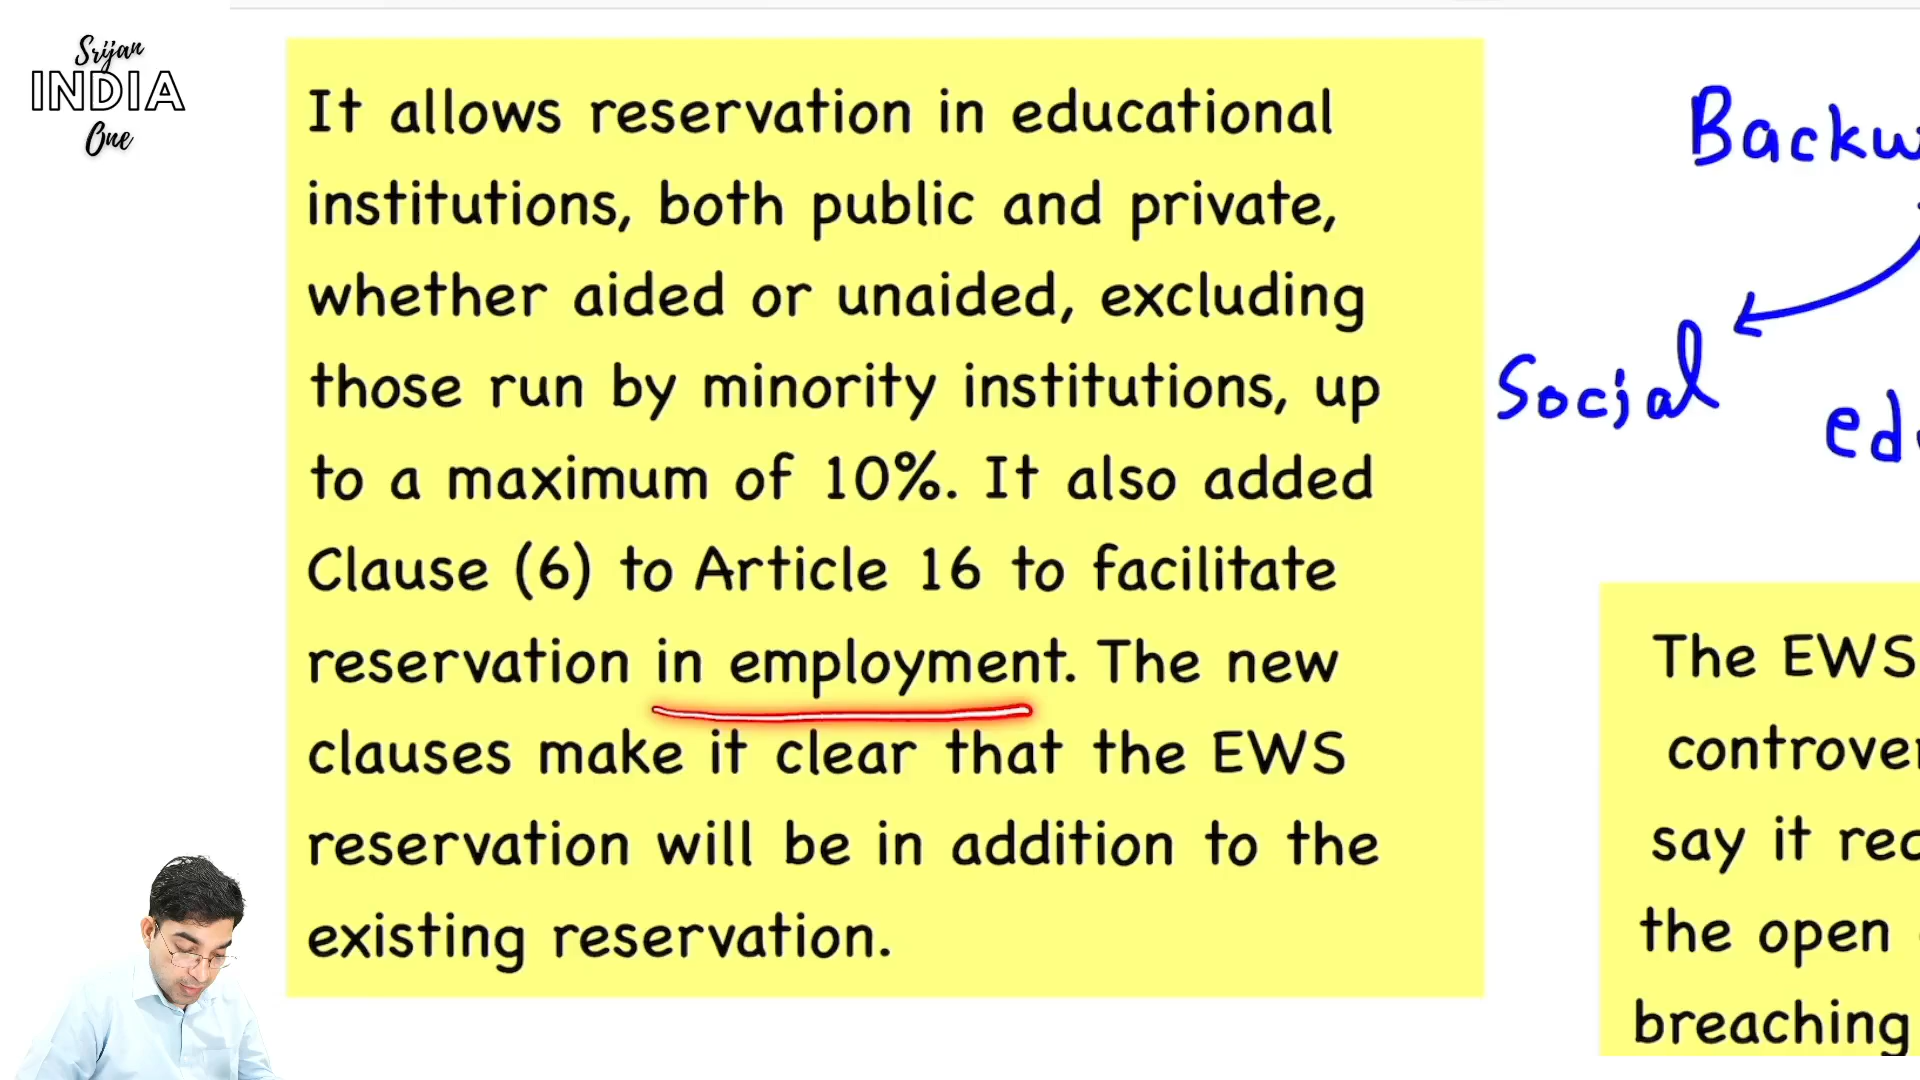 Srijan
INDIA
One
It allows reservation in educational
institutions, both public and private,
whether aided or unaided, excluding
those run by minority institutions, up
to a maximum of 10%. It also added
Clause (6) to Article 16 to facilitate
reservation in employment. The new
clauses make it clear that the EWS
reservation will be in addition to the
existing reservation.
Social
The EWS
say it
the open
breaching